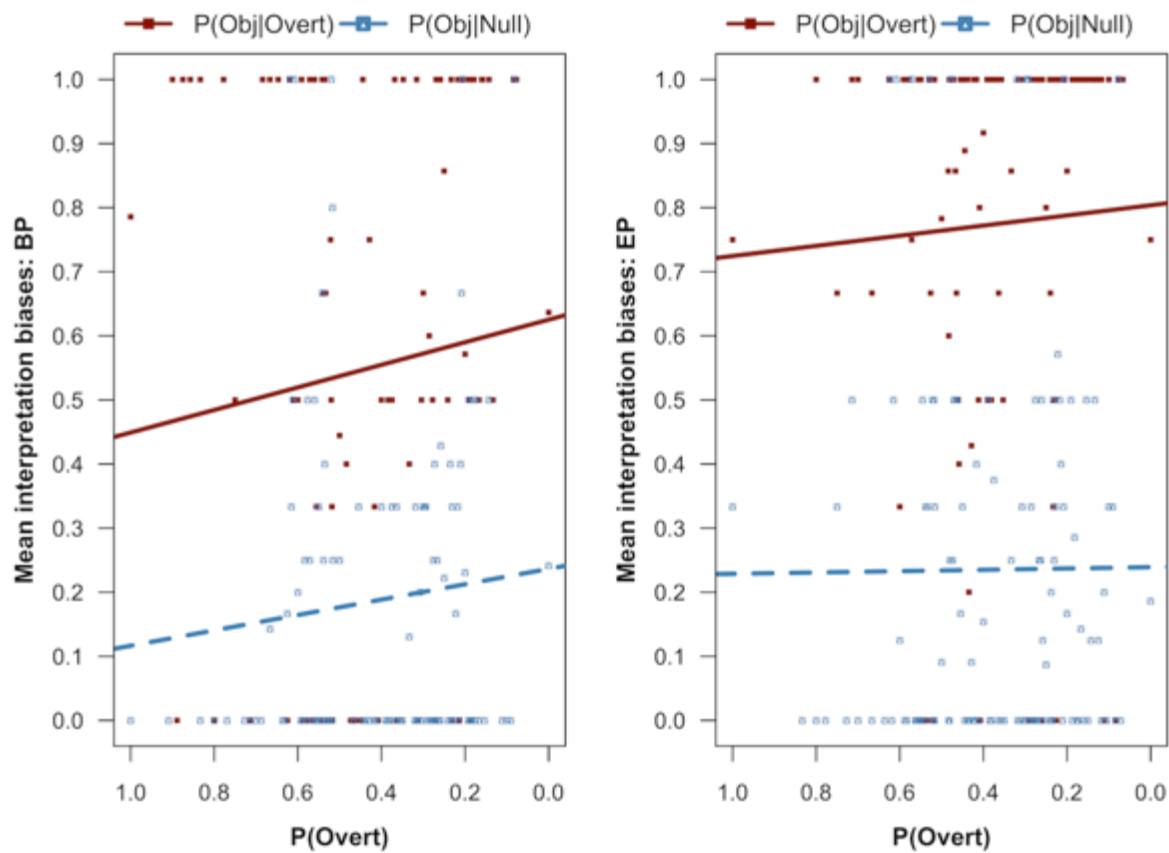 P(Obj|Overt) P(Obj|Null)
Mean interpretation biases: BP
1.0
0.9
0.8
0.7
0.6
0.5
0.4
0.3
0.2
0.1
0.0
1.0 0.8 0.6 0.4 0.2 0.0
P(Overt)
P(Obj|Overt) P(Obj|Null)
Mean interpretation biases: EP
1.0
0.9
0.8
0.7
0.6
0.5
0.4
0.3
0.2
0.1
0.0
1.0 0.8 0.6 0.4 0.2 0.0
P(Overt)